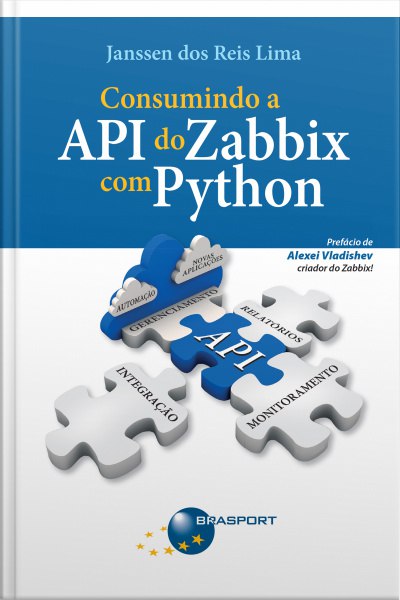 Janssen dos Reis Lima
Consumindo a
API do Zabbix
com Python
Prefácio de
Alexei Vladishev
criador do Zabbix!
NOVAS
APLICAÇÕES
AUTOMAÇÃO
GERENCIAMENTO
RELATÓRIOS
API
INTEGRAÇÃO
MONITORAMENTO
BRASPORT